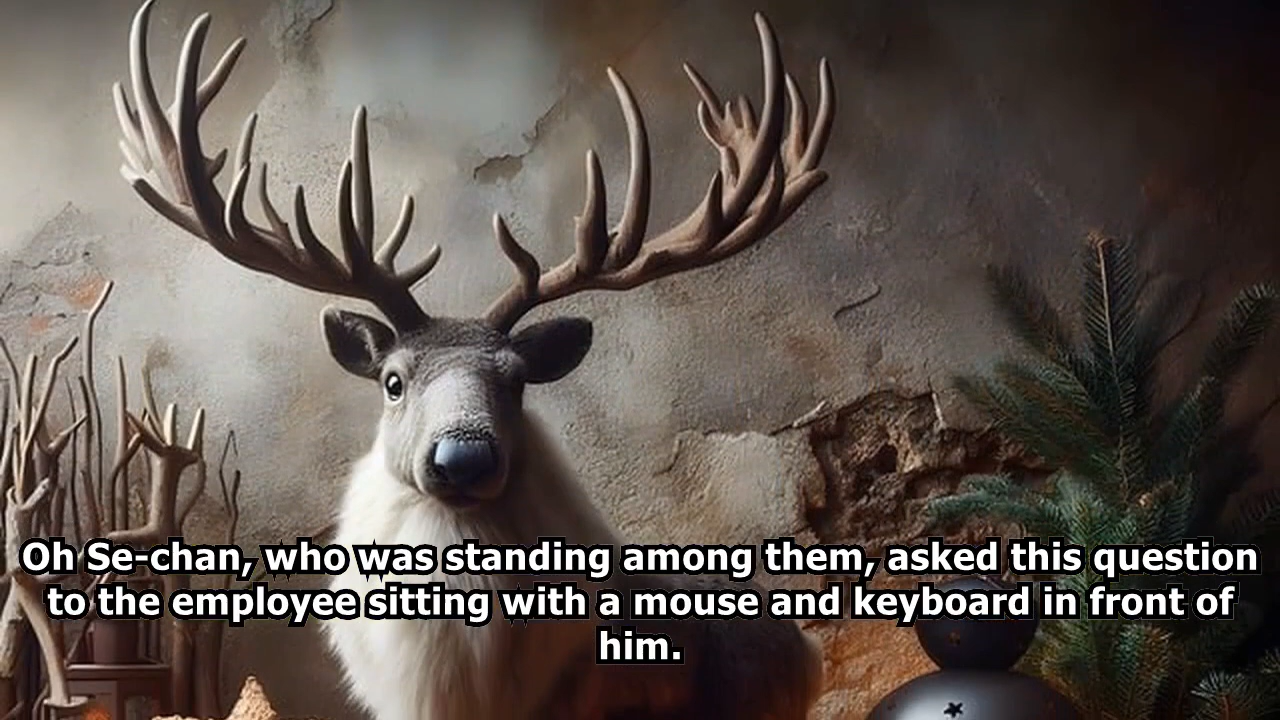 Oh Se-chan, who was standing among them, asked this question
to the employee sitting with a mouse and keyboard in front of
him.